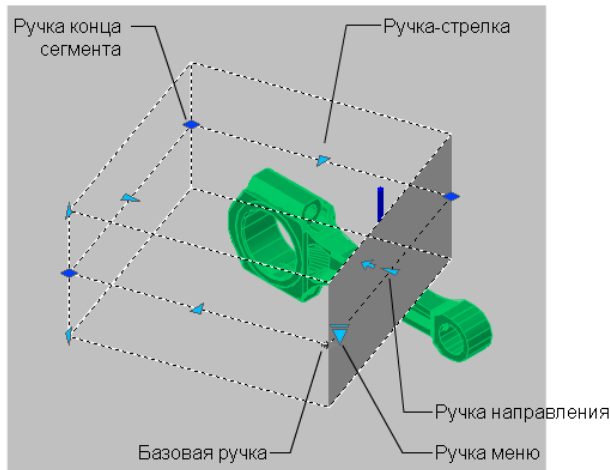 Ручка конца
сегмента
Ручка-стрелка
Ручка направления
Базовая ручка
Ручка меню